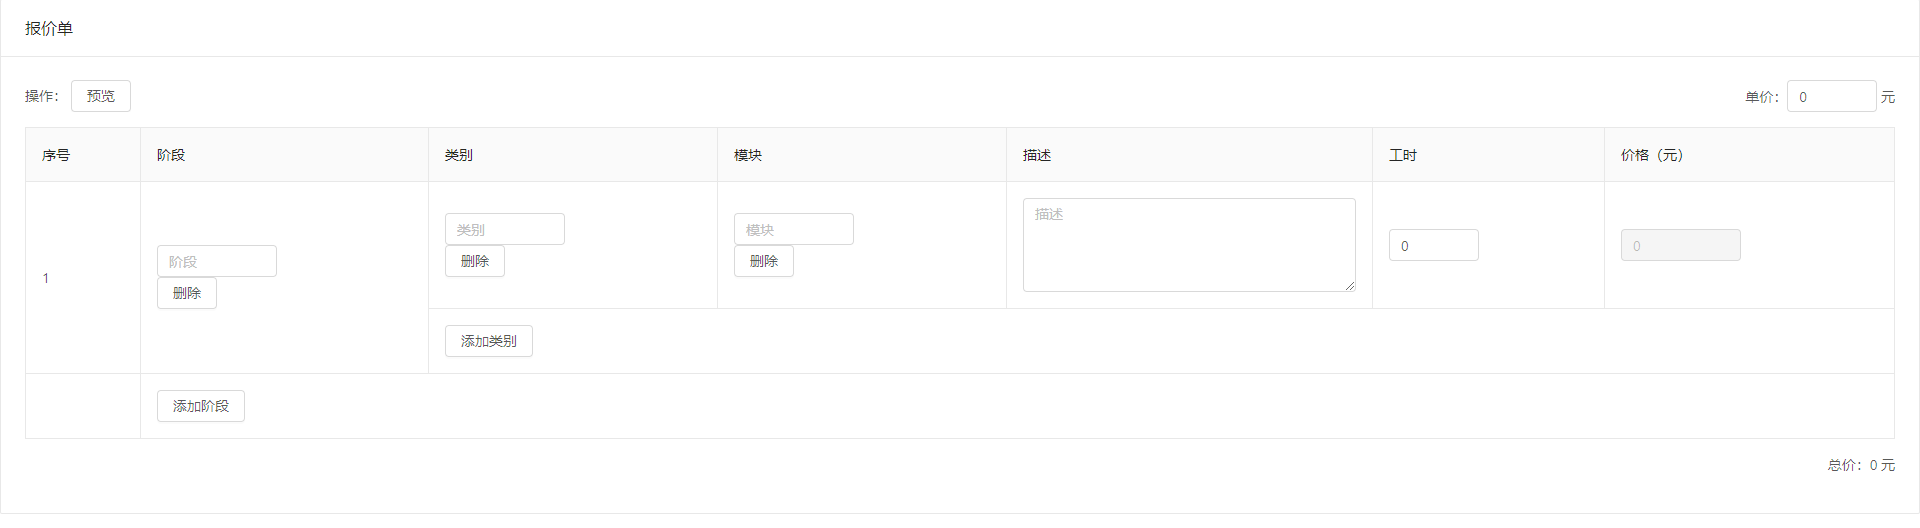 报价单
操作： 预览 单价： 0 元
序号 阶段 类别 模块 描述 工时 价格（元）
1 阶段 删除 类别 删除 模块 删除 描述 0 0
添加类别
添加阶段
总价：0 元